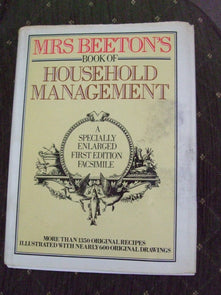 MRS BEETON'S
BOOK OF
HOUSEHOLD
MANAGEMENT
A
SPECIALLY
ENLARGED
FIRST EDITION
FACSIMILE
MORE THAN 1350 ORIGINAL RECIPES
ILLUSTRATED WITH NEARLY 600 ORIGINAL DRAWINGS